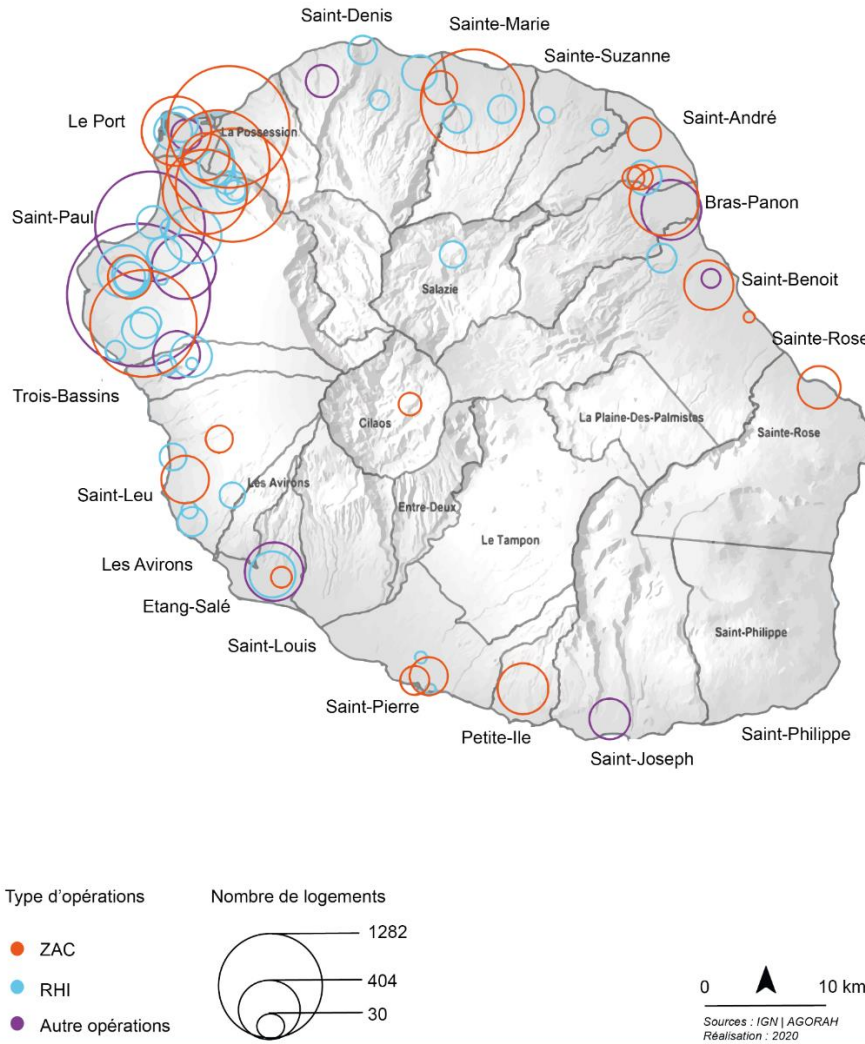 Saint-Denis
Sainte-Marie
Sainte-Suzanne
Le Port
La Possession
Saint-André
Saint-Paul
Bras-Panon
Salazie
Saint-Benoit
Sainte-Rose
Trois-Bassins
Cilaos
La Plaine-Des-Palmistes
Sainte-Rose
Saint-Leu
Les Avirons
Entre-Deux
Le Tampon
Les Avirons
Etang-Salé
Saint-Louis
Saint-Philippe
Saint-Pierre
Petite-Ile
Saint-Joseph
Saint-Philippe
Type d'opérations
Nombre de logements
ZAC
RHI
Autre opérations
1282
404
30
0 10 km
Sources : IGN | AGORAH
Réalisation : 2020